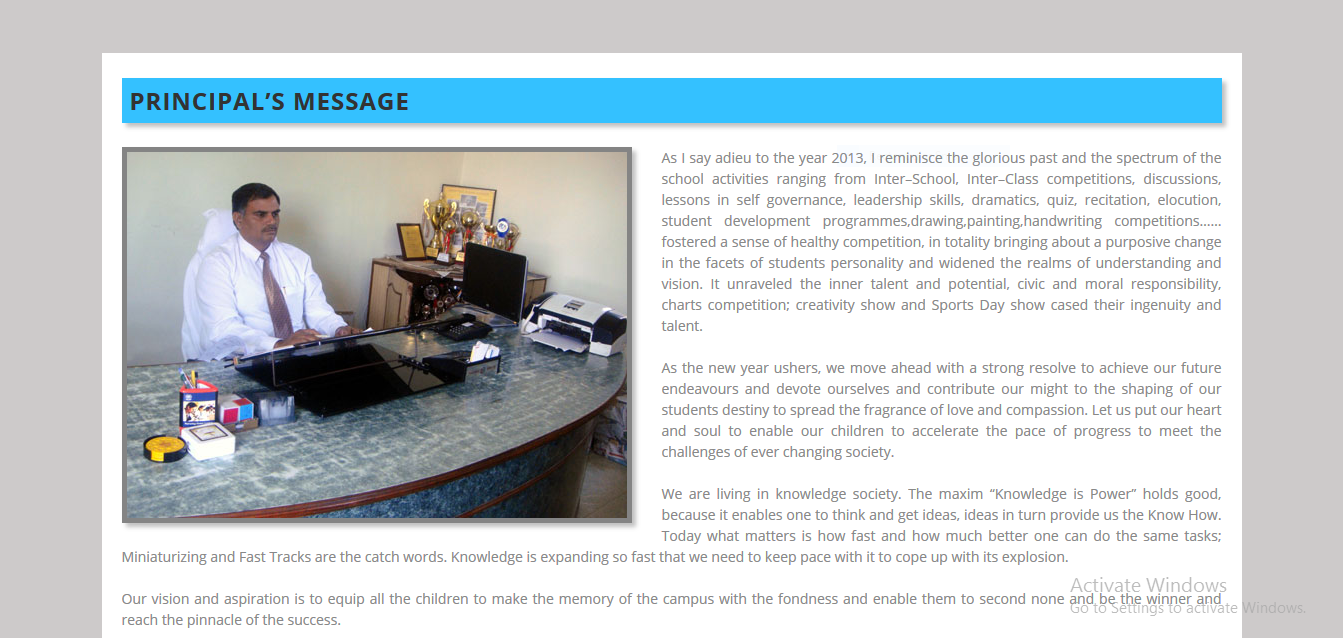 PRINCIPAL’S MESSAGE
As I say adieu to the year 2013, I reminisce the glorious past and the spectrum of the
school activities ranging from Inter–School, Inter–Class competitions, discussions,
lessons in self governance, leadership skills, dramatics, quiz, recitation, elocution,
student development programmes,drawing,painting,handwriting competitions......
fostered a sense of healthy competition, in totality bringing about a purposive change
in the facets of students personality and widened the realms of understanding and
vision. It unraveled the inner talent and potential, civic and moral responsibility,
charts competition; creativity show and Sports Day show cased their ingenuity and
talent.
As the new year ushers, we move ahead with a strong resolve to achieve our future
endeavours and devote ourselves and contribute our might to the shaping of our
students destiny to spread the fragrance of love and compassion. Let us put our heart
and soul to enable our children to accelerate the pace of progress to meet the
challenges of ever changing society.
We are living in knowledge society. The maxim “Knowledge is Power” holds good,
because it enables one to think and get ideas, ideas in turn provide us the Know How.
Today what matters is how fast and how much better one can do the same tasks;
Miniaturizing and Fast Tracks are the catch words. Knowledge is expanding so fast that we need to keep pace with it to cope up with its explosion.
Our vision and aspiration is to equip all the children to make the memory of the campus with the fondness and enable them to second none and be the winner and
reach the pinnacle of the success.
Activate Windows
Go to Settings to activate Windows.